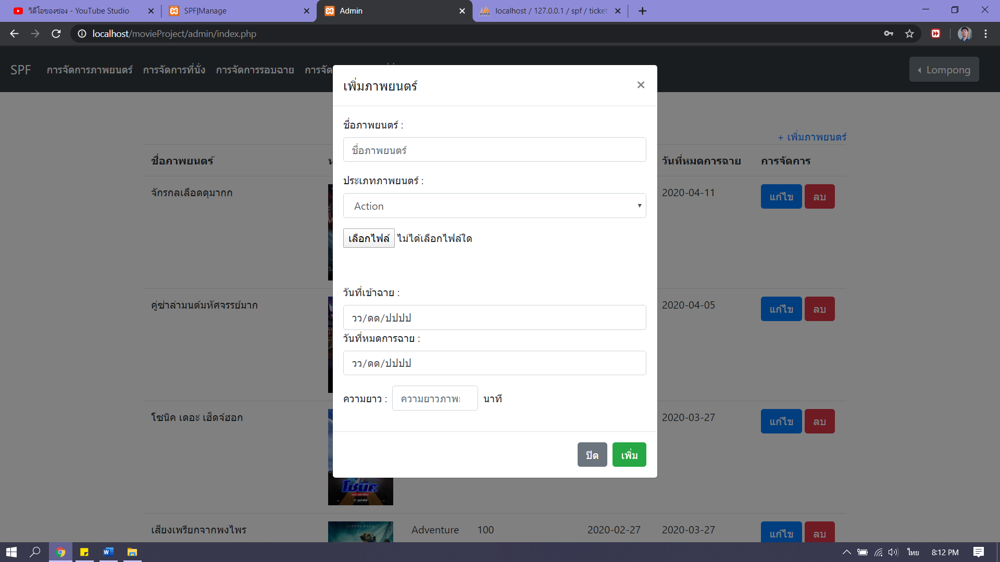 วิดีโอของช่อง - YouTube Studio
SPF|Manage
Admin
localhost / 127.0.0.1 / spf / ticket
localhost/movieProject/admin/index.php
SPF การจัดการภาพยนตร์ การจัดการที่นั่ง การจัดการรอบฉาย การจัด
Lompong
เพิ่มภาพยนตร์
ชื่อภาพยนตร์ :
ชื่อภาพยนตร์
ประเภทภาพยนตร์ :
Action
เลือกไฟล์ ไม่ได้เลือกไฟล์ใด
วันที่เข้าฉาย :
วว/ดด/ปปปป
วันที่หมดการฉาย :
วว/ดด/ปปปป
ความยาว : ความยาวภาพย นาที
ปิด เพิ่ม
+ เพิ่มภาพยนตร์
ชื่อภาพยนตร์ วันที่หมดการฉาย การจัดการ
จักรกลเลือดดุมากก 2020-04-11 แก้ไข ลบ
คู่ซ่าล่ามนต์มหัศจรรย์มาก 2020-04-05 แก้ไข ลบ
โซนิค เดอะ เฮ็ดจ์ฮอก 2020-03-27 แก้ไข ลบ
โซนิค
เสียงเพรียกจากพงไพร Adventure 100 2020-02-27 2020-03-27 แก้ไข ลบ
ไทย 8:12 PM